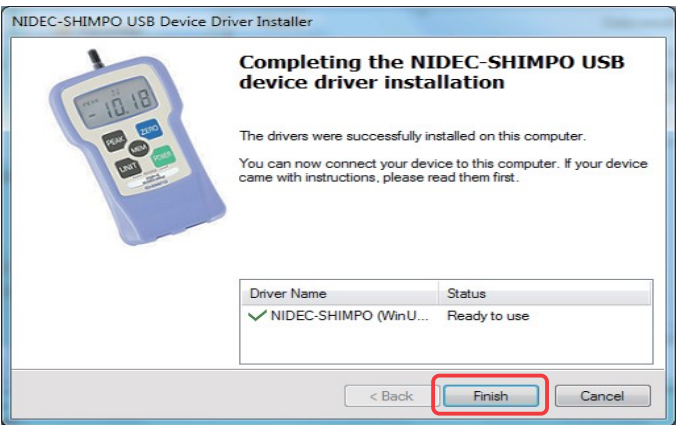 NIDEC-SHIMPO USB Device Driver Installer
Completing the NIDEC-SHIMPO USB
device driver installation
PEAK
- 10.18
PEAK
ZERO
MEM
UNIT
POWER
The drivers were successfully installed on this computer.
You can now connect your device to this computer. If your device
came with instructions, please read them first.
Driver Name Status
NIDEC-SHIMPO (WinU... Ready to use
< Back Finish Cancel